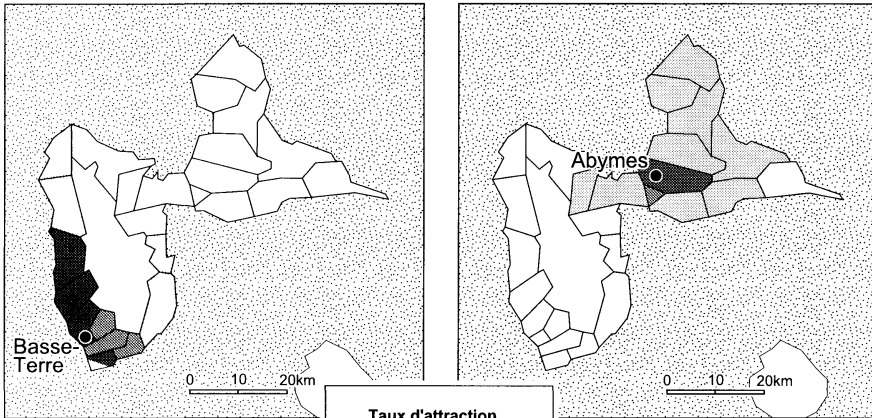 Abymes
Basse-
Terre
0 10 20km
0 10 20km
Taux d'attraction